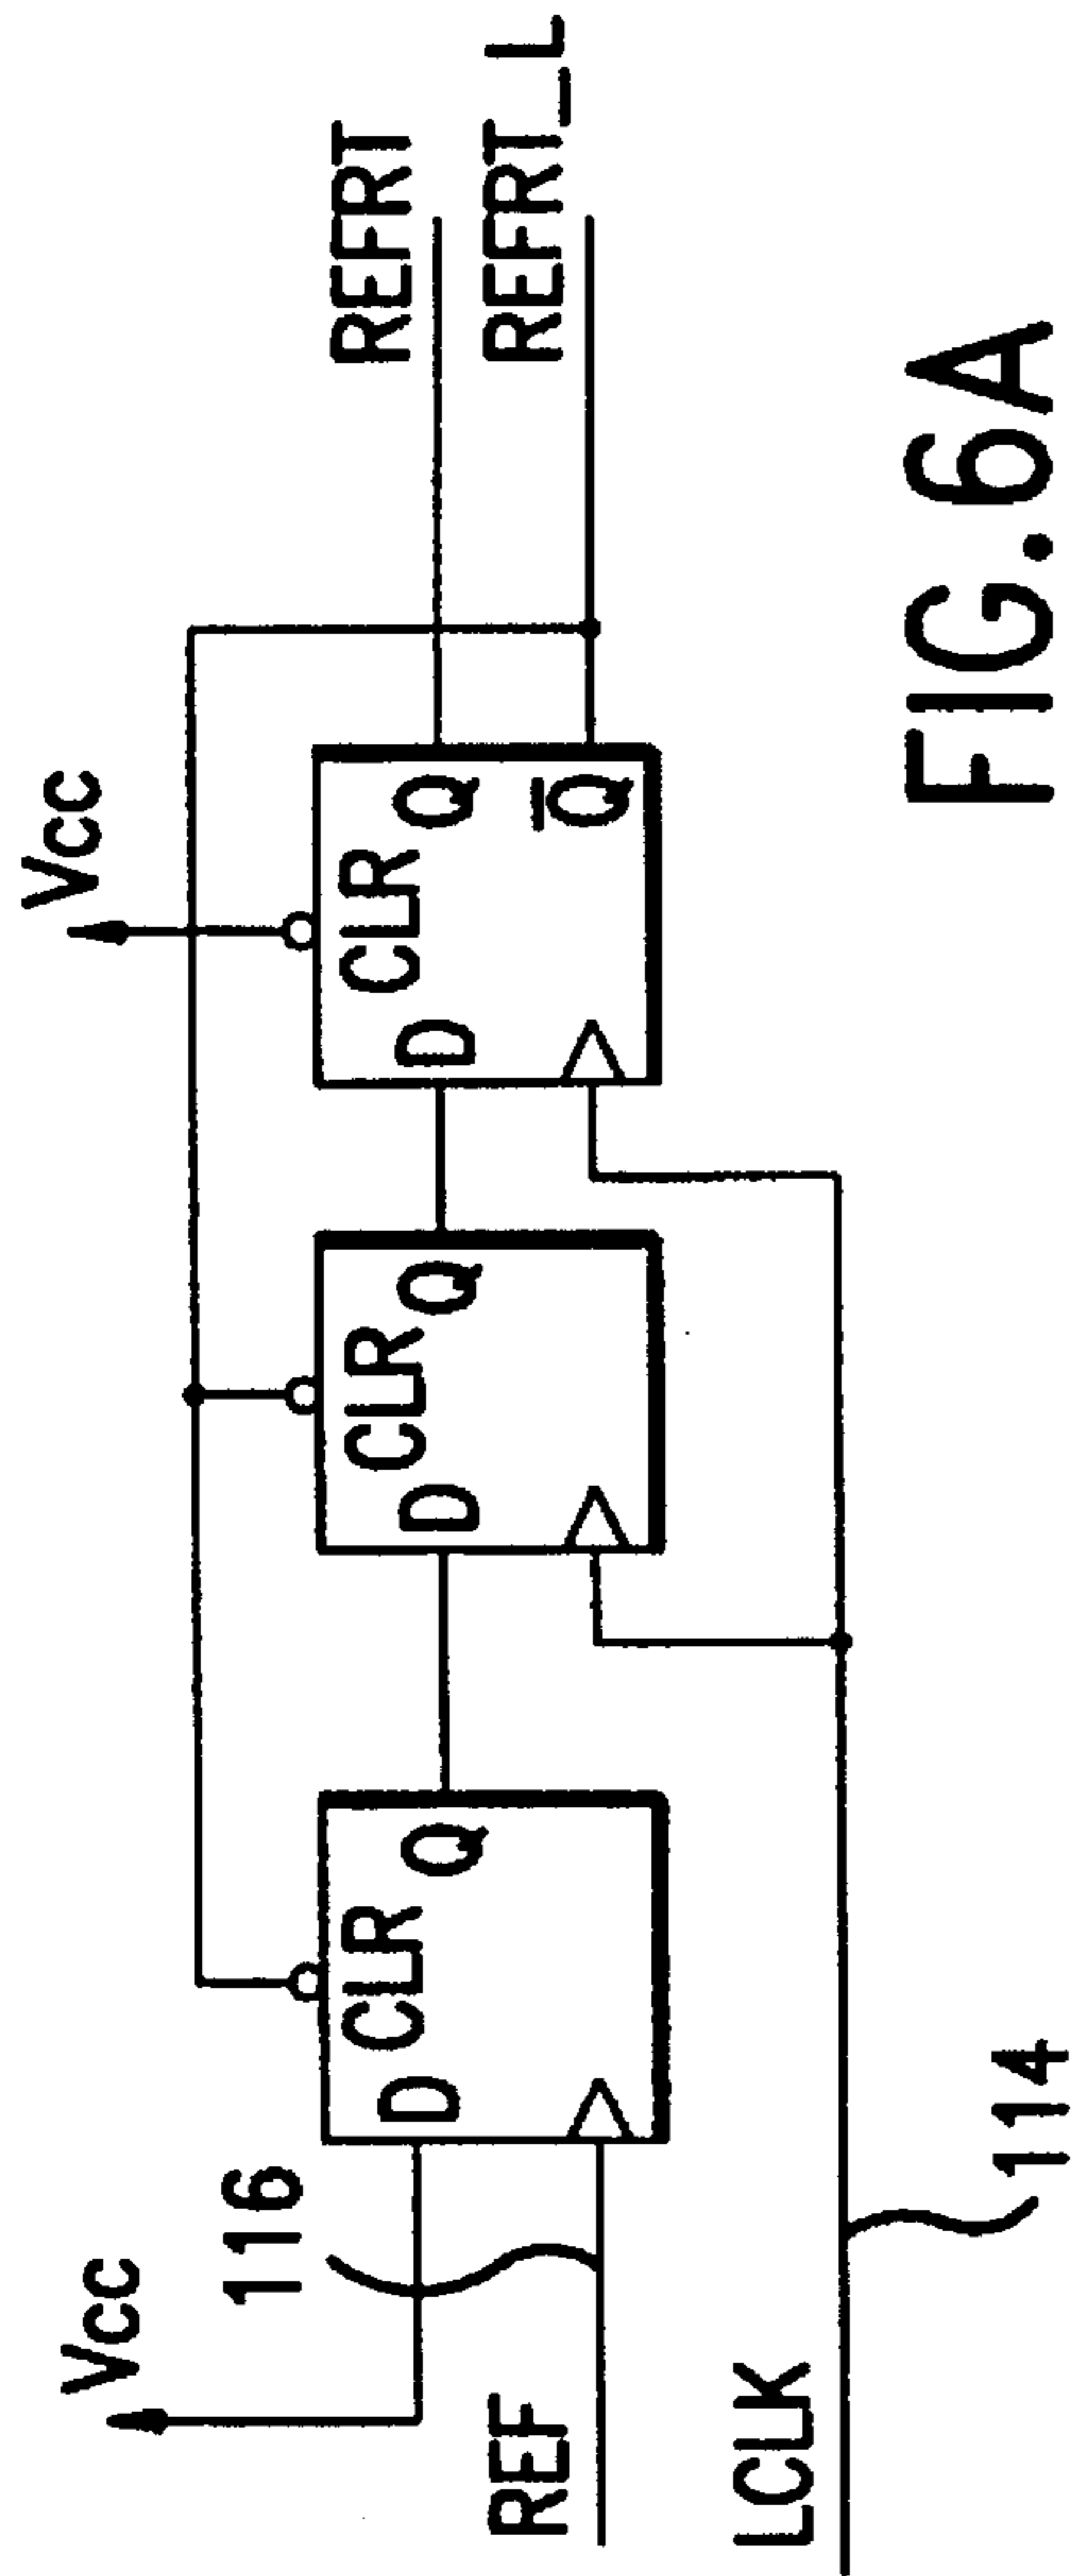 Vcc
Vcc
116
REF
D
CLR
Q
D
CLR
Q
D
CLR
Q
Q̅
REFRT
REFRT_L
LCLK
114
FIG.6A